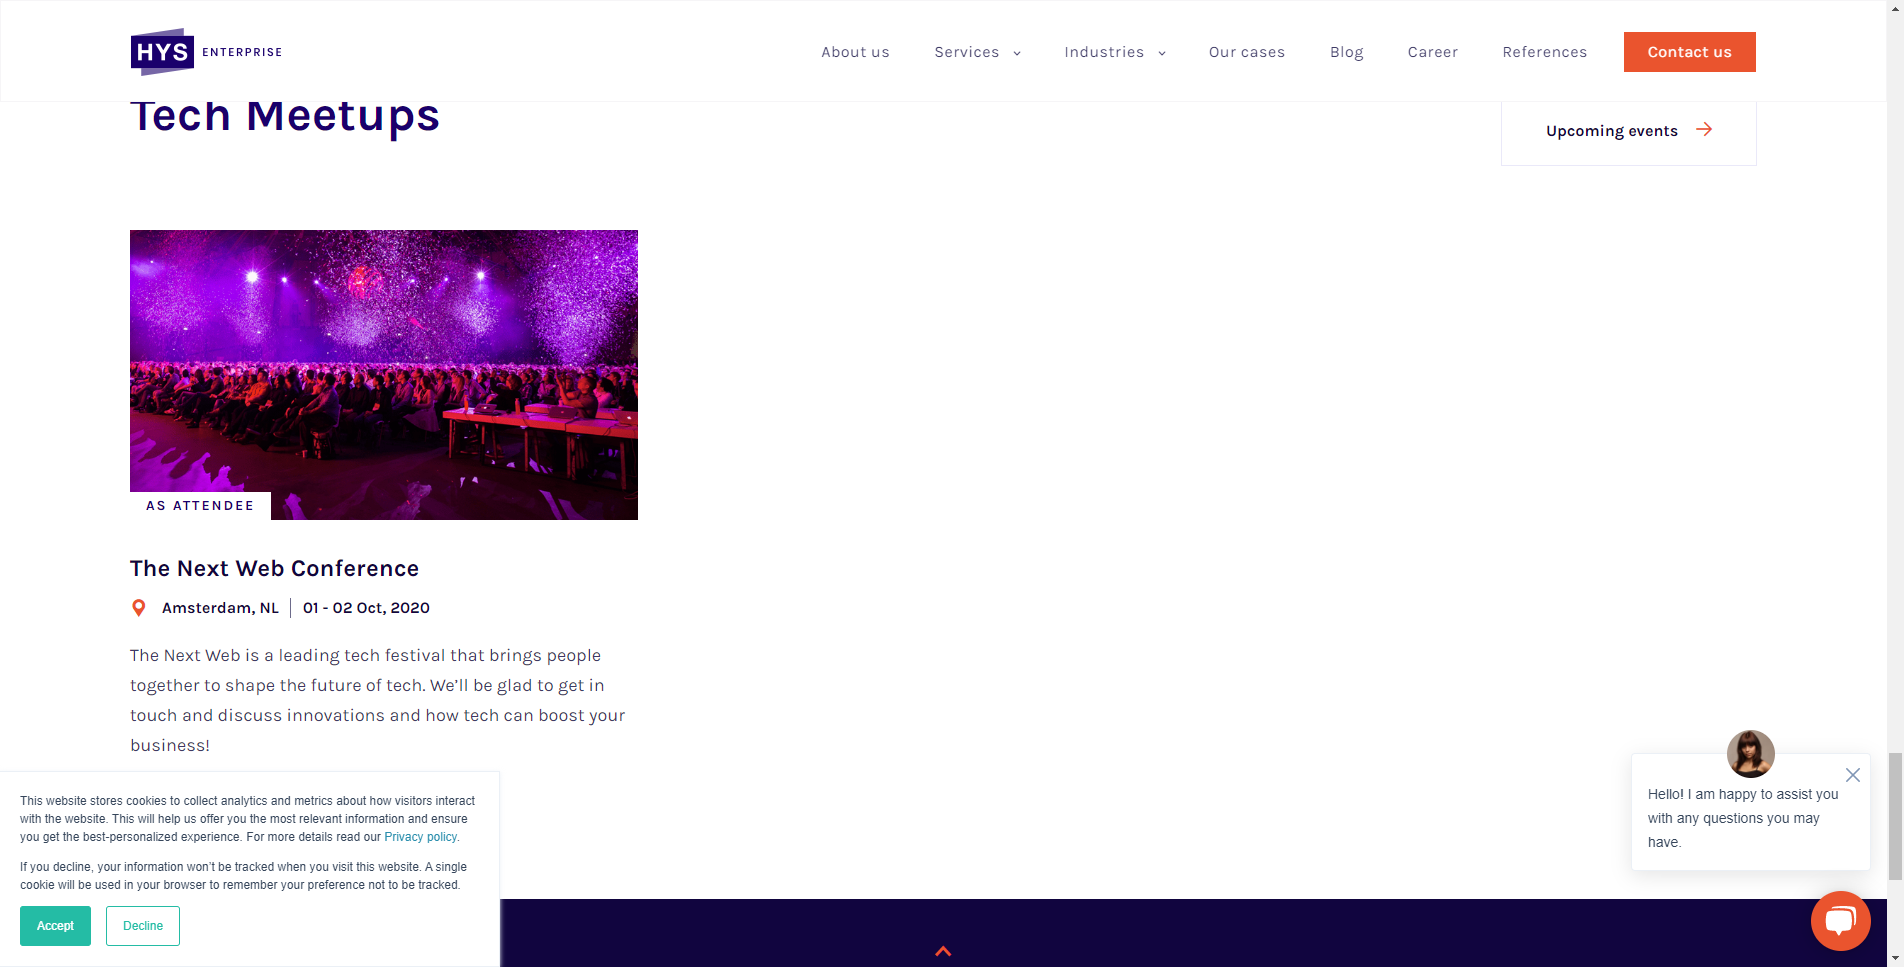 HYS ENTERPRISE
About us
Services
Industries
Our cases
Blog
Career
References
Contact us
Tech Meetups
Upcoming events
AS ATTENDEE
The Next Web Conference
Amsterdam, NL
01 - 02 Oct, 2020
The Next Web is a leading tech festival that brings people
together to shape the future of tech. We’ll be glad to get in
touch and discuss innovations and how tech can boost your
business!
This website stores cookies to collect analytics and metrics about how visitors interact
with the website. This will help us offer you the most relevant information and ensure
you get the best-personalized experience. For more details read our Privacy policy.
If you decline, your information won’t be tracked when you visit this website. A single
cookie will be used in your browser to remember your preference not to be tracked.
Accept
Decline
Hello! I am happy to assist you
with any questions you may
have.